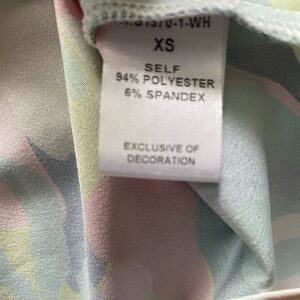 XS
SELF
94% POLYESTER
6% SPANDEX
EXCLUSIVE OF
DECORATION